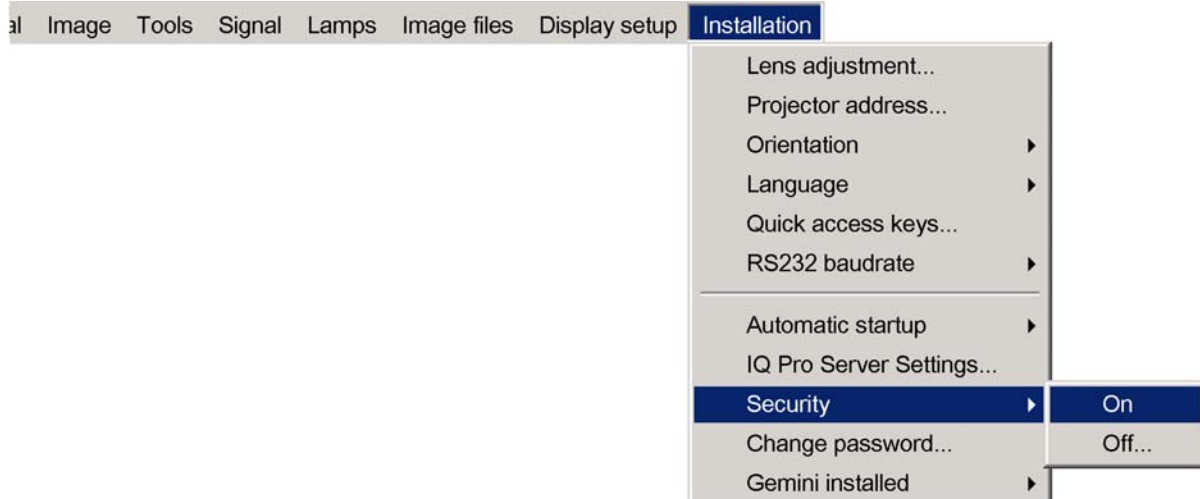 al Image Tools Signal Lamps Image files Display setup Installation
Lens adjustment...
Projector address...
Orientation
Language
Quick access keys...
RS232 baudrate
Automatic startup
IQ Pro Server Settings...
Security On
Change password... Off...
Gemini installed